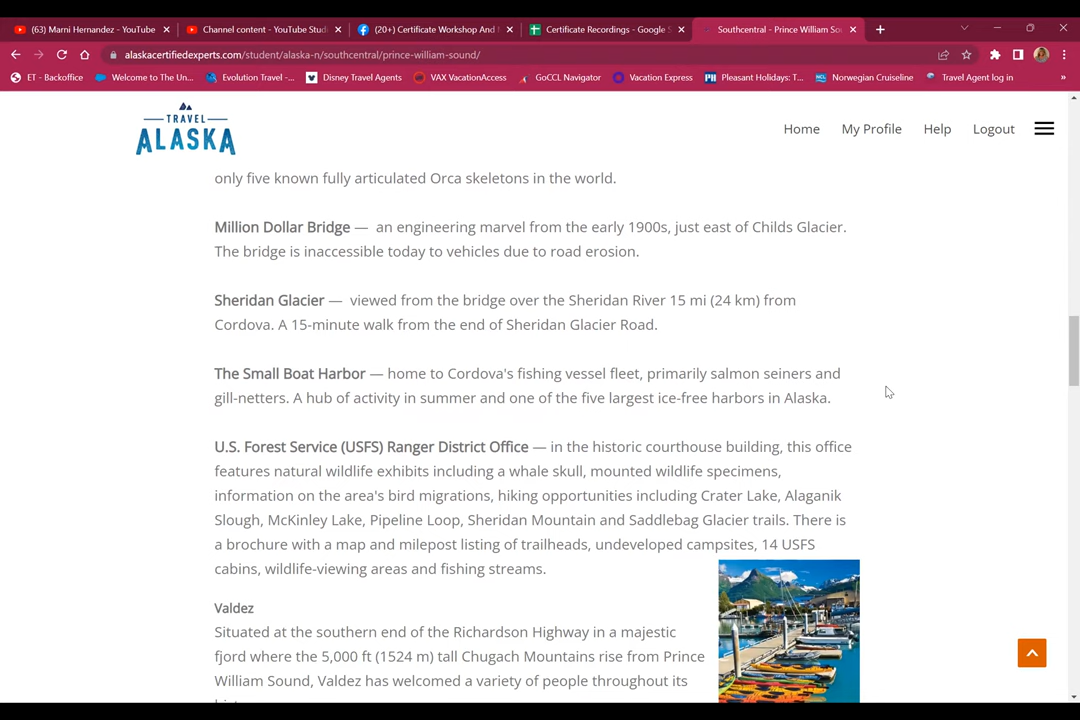 (63) Marni Hernandez - YouTube
Channel content - YouTube Stud
(20+) Certificate Workshop And
Certificate Recordings - Google S
Southcentral - Prince William So
alaskacertifiedexperts.com/student/alaska-n/southcentral/prince-william-sound/
ET - Backoffice
Welcome to The Un...
Evolution Travel -...
Disney Travel Agents
VAX VacationAccess
GoCCL Navigator
Vacation Express
Pleasant Holidays: T...
Norwegian Cruiseline
Travel Agent log in
TRAVEL
ALASKA
Home
My Profile
Help
Logout
only five known fully articulated Orca skeletons in the world.
Million Dollar Bridge — an engineering marvel from the early 1900s, just east of Childs Glacier.
The bridge is inaccessible today to vehicles due to road erosion.
Sheridan Glacier — viewed from the bridge over the Sheridan River 15 mi (24 km) from
Cordova. A 15-minute walk from the end of Sheridan Glacier Road.
The Small Boat Harbor — home to Cordova's fishing vessel fleet, primarily salmon seiners and
gill-netters. A hub of activity in summer and one of the five largest ice-free harbors in Alaska.
U.S. Forest Service (USFS) Ranger District Office — in the historic courthouse building, this office
features natural wildlife exhibits including a whale skull, mounted wildlife specimens,
information on the area's bird migrations, hiking opportunities including Crater Lake, Alaganik
Slough, McKinley Lake, Pipeline Loop, Sheridan Mountain and Saddlebag Glacier trails. There is
a brochure with a map and milepost listing of trailheads, undeveloped campsites, 14 USFS
cabins, wildlife-viewing areas and fishing streams.
Valdez
Situated at the southern end of the Richardson Highway in a majestic
fjord where the 5,000 ft (1524 m) tall Chugach Mountains rise from Prince
William Sound, Valdez has welcomed a variety of people throughout its